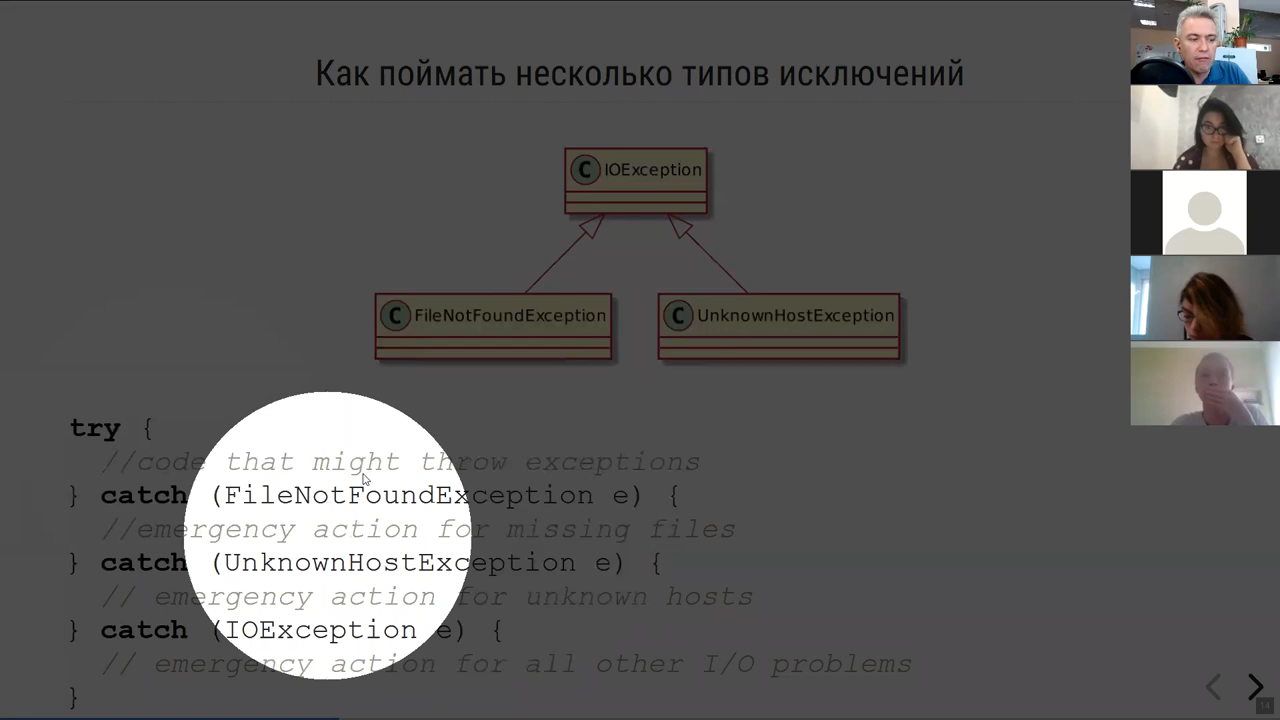 Как поймать несколько типов исключений
C IOException
C FileNotFoundException
C UnknownHostException
try {
//code that might throw exceptions
} catch (FileNotFoundException e) {
//emergency action for missing files
} catch (UnknownHostException e) {
// emergency action for unknown hosts
} catch (IOException e) {
// emergency action for all other I/O problems
}
14